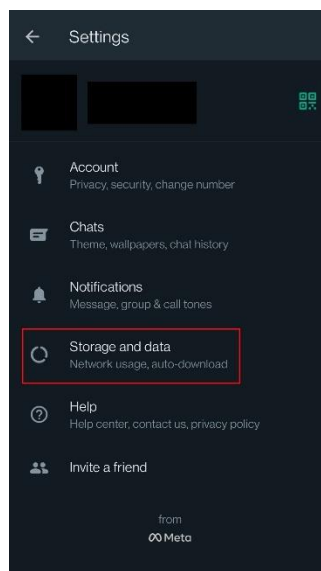 Settings
Account
Privacy, security, change number
Chats
Theme, wallpapers, chat history
Notifications
Message, group & call tones
Storage and data
Network usage, auto-download
Help
Help center, contact us, privacy policy
Invite a friend
from
Meta